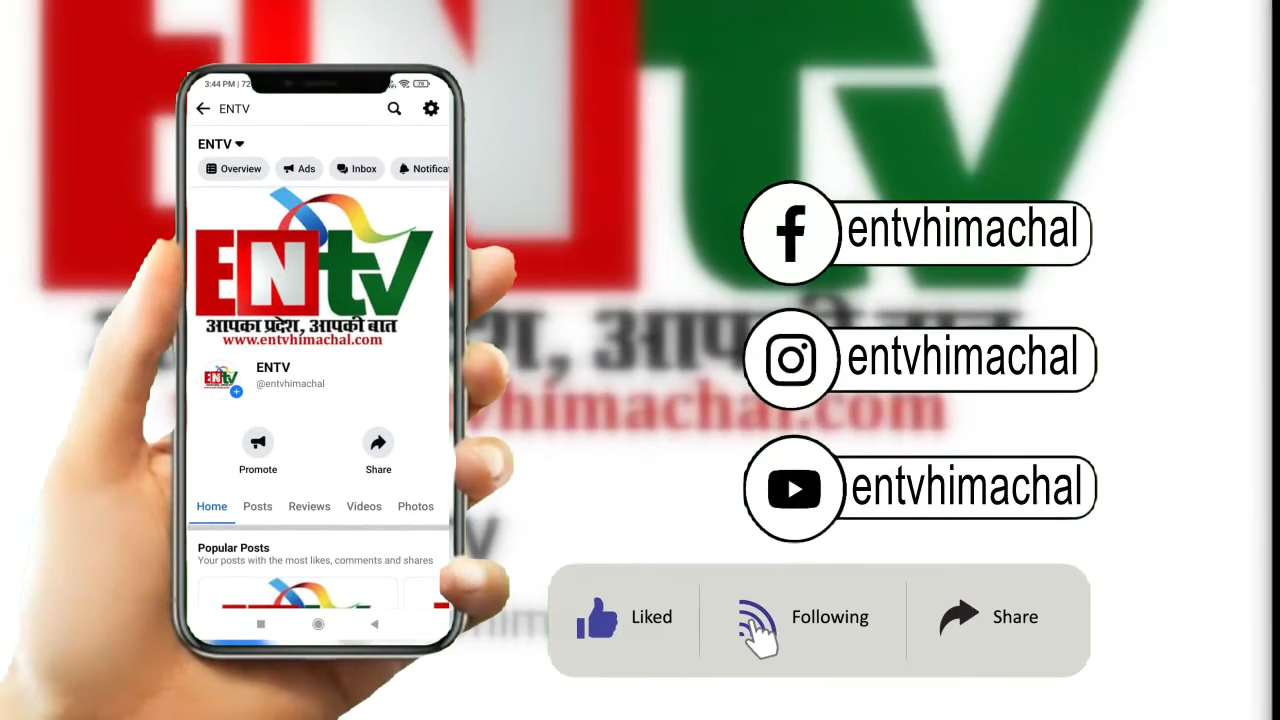 3:44 PM | 72
79
ENTV
ENTV
Overview
Ads
Inbox
Notifica
ENTV
आपका प्रदेश, आपकी बात
www.entvhimachal.com
ENTV
@entvhimachal
Promote
Share
Home
Posts
Reviews
Videos
Photos
Popular Posts
Your posts with the most likes, comments and shares
entvhimachal
entvhimachal
entvhimachal
Liked
Following
Share